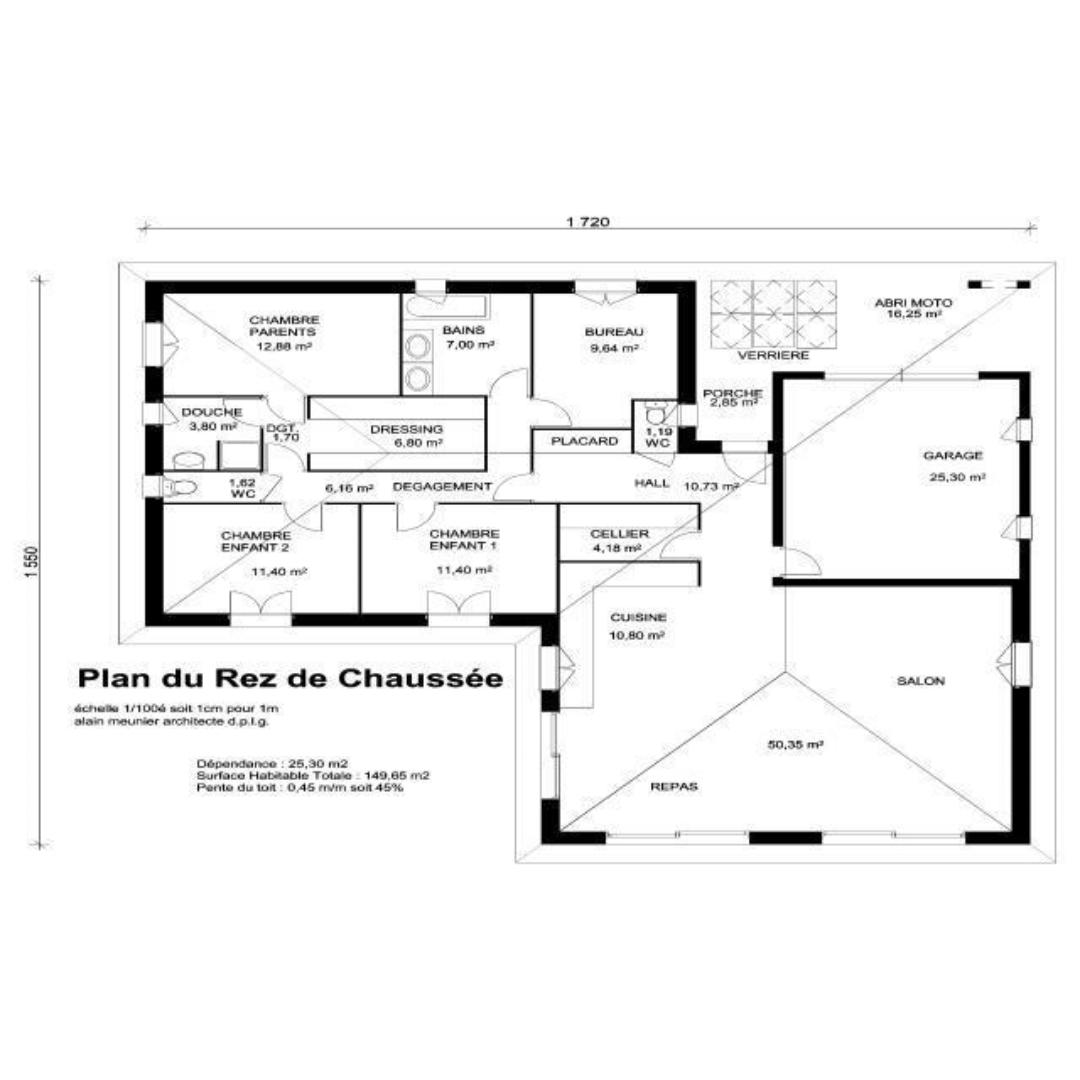 1 720
1 550
CHAMBRE
PARENTS
12,88 m²
BAINS
7,00 m²
BUREAU
9,64 m²
ABRI MOTO
16,25 m²
VERRIERE
PORCHE
2,85 m²
DOUCHE
3,80 m²
DGT.
1,70
DRESSING
6,80 m²
PLACARD
1,19
WC
GARAGE
25,30 m²
1,62
WC
6,16 m²
DEGAGEMENT
HALL
10,73 m²
CHAMBRE
ENFANT 2
11,40 m²
CHAMBRE
ENFANT 1
11,40 m²
CELLIER
4,18 m²
CUISINE
10,80 m²
SALON
50,35 m²
REPAS
Plan du Rez de Chaussée
échelle 1/100é soit 1cm pour 1m
alain meunier architecte d.p.l.g.
Dépendance : 25,30 m2
Surface Habitable Totale : 149,65 m2
Pente du toit : 0,45 m/m soit 45%